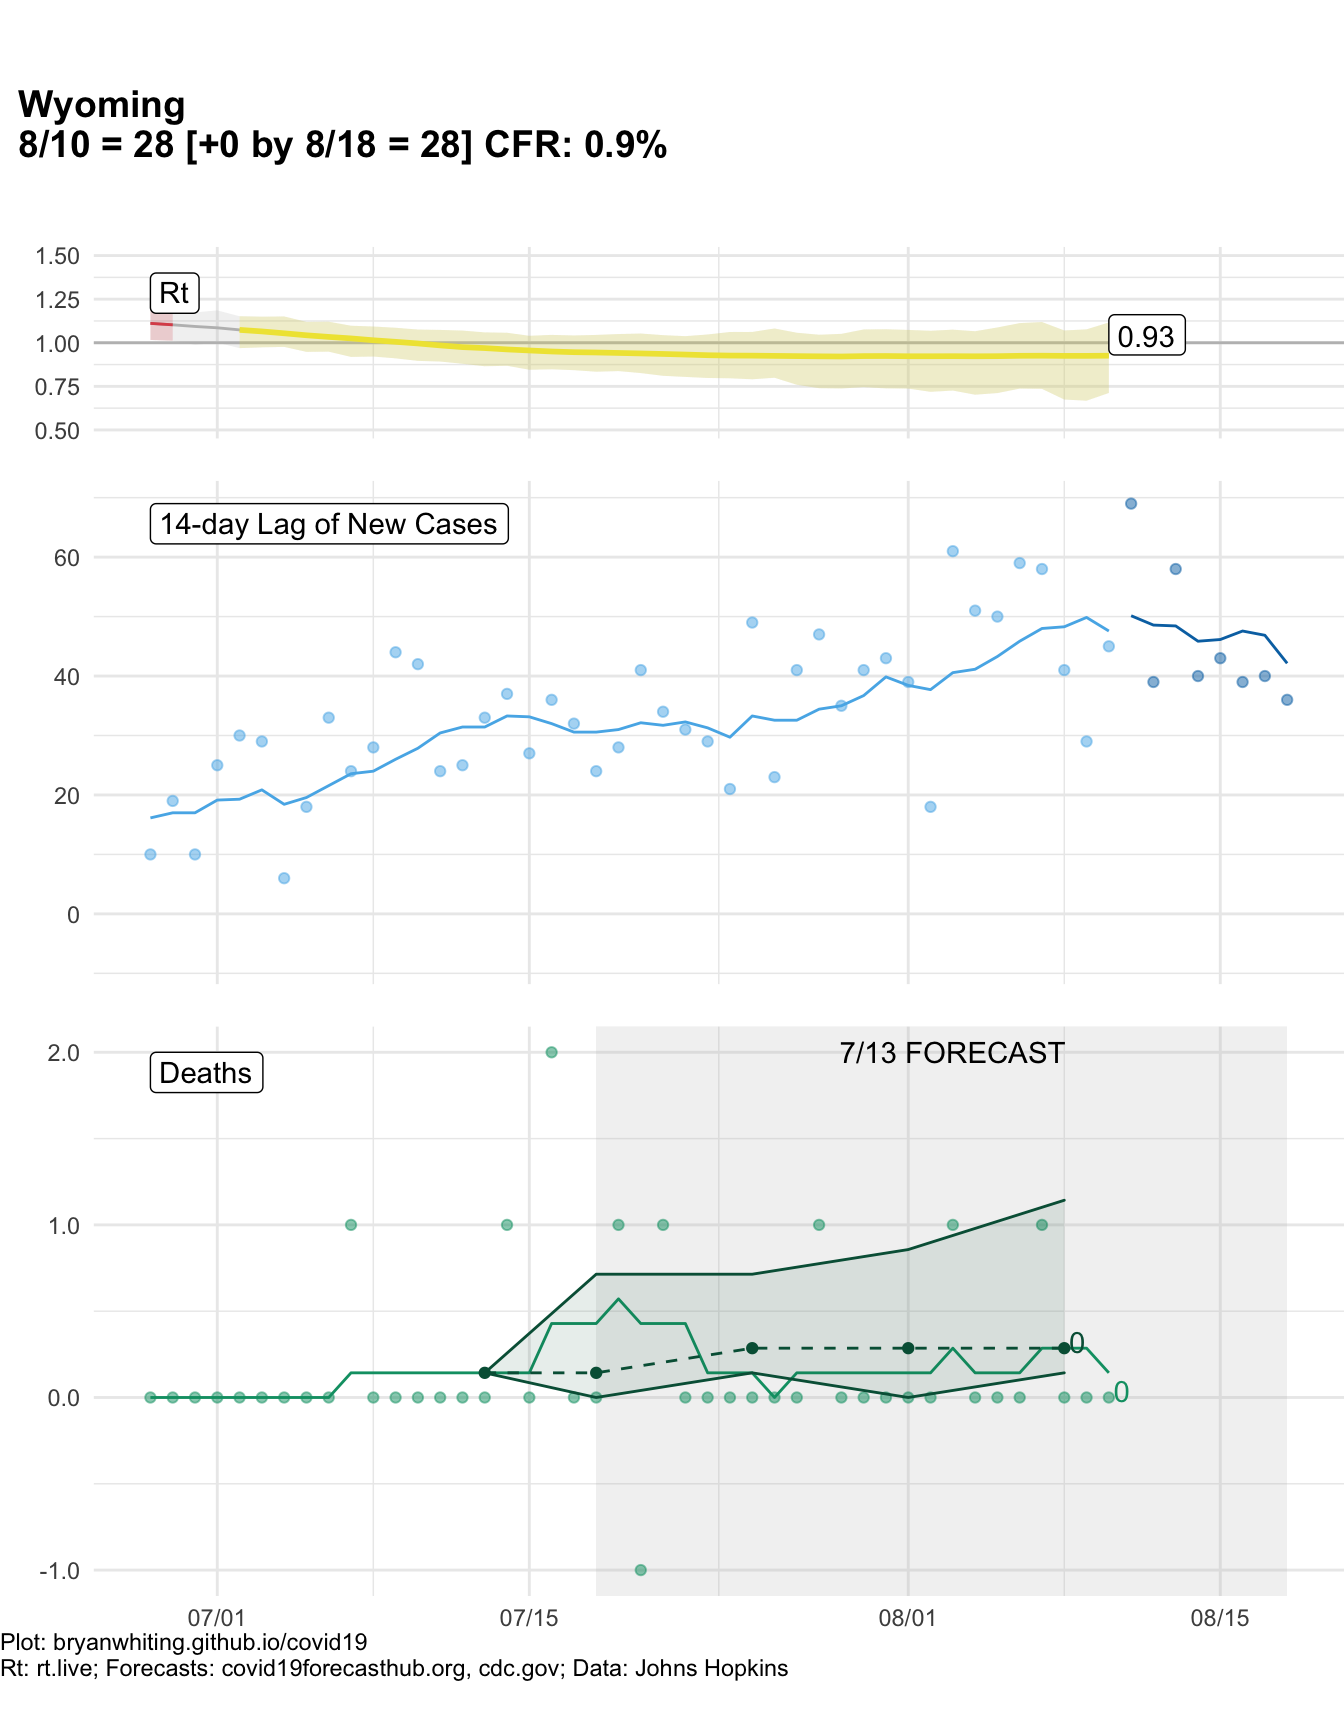 Wyoming
8/10 = 28 [+0 by 8/18 = 28] CFR: 0.9%
1.50
1.25
1.00
0.75
0.50
Rt
0.93
14-day Lag of New Cases
60
40
20
0
Deaths
7/13 FORECAST
2.0
1.0
0.0
-1.0
0
0
07/01
07/15
08/01
08/15
Plot: bryanwhiting.github.io/covid19
Rt: rt.live; Forecasts: covid19forecasthub.org, cdc.gov; Data: Johns Hopkins